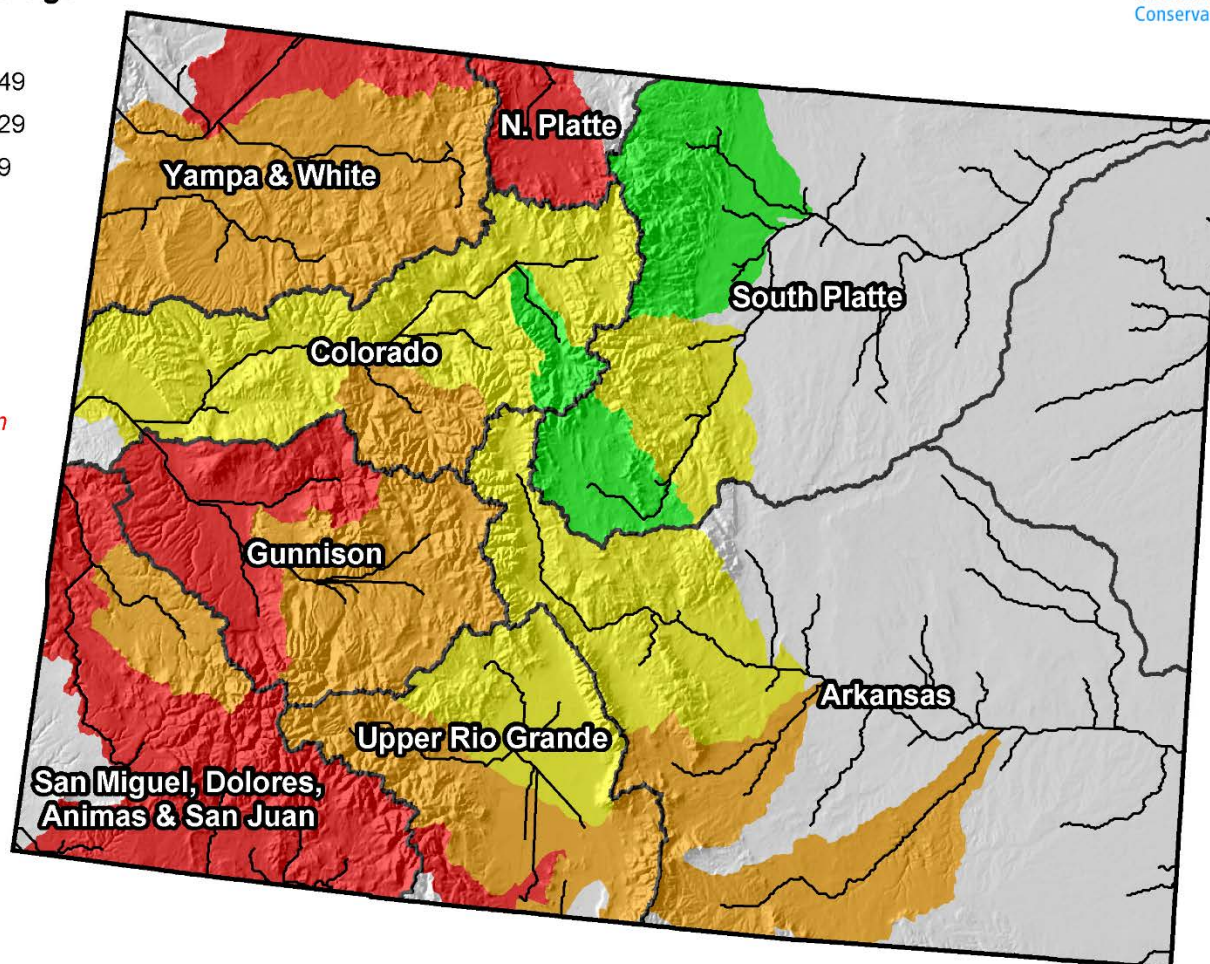 Conserva
49
29
9
N. Platte
Yampa & White
South Platte
Colorado
Gunnison
Arkansas
Upper Rio Grande
San Miguel, Dolores,
Animas & San Juan